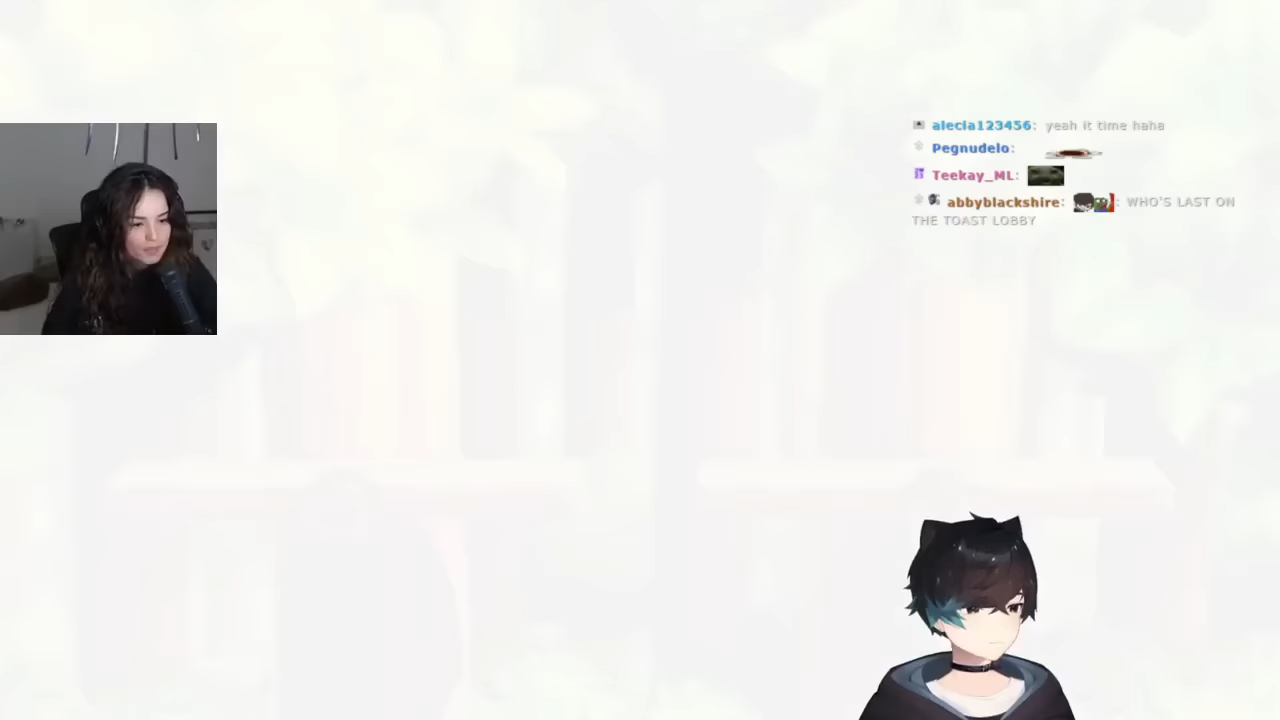 alecia123456: yeah it time haha
Pegnudelo:
Teekay_ML:
abbyblackshire: : WHO'S LAST ON
THE TOAST LOBBY